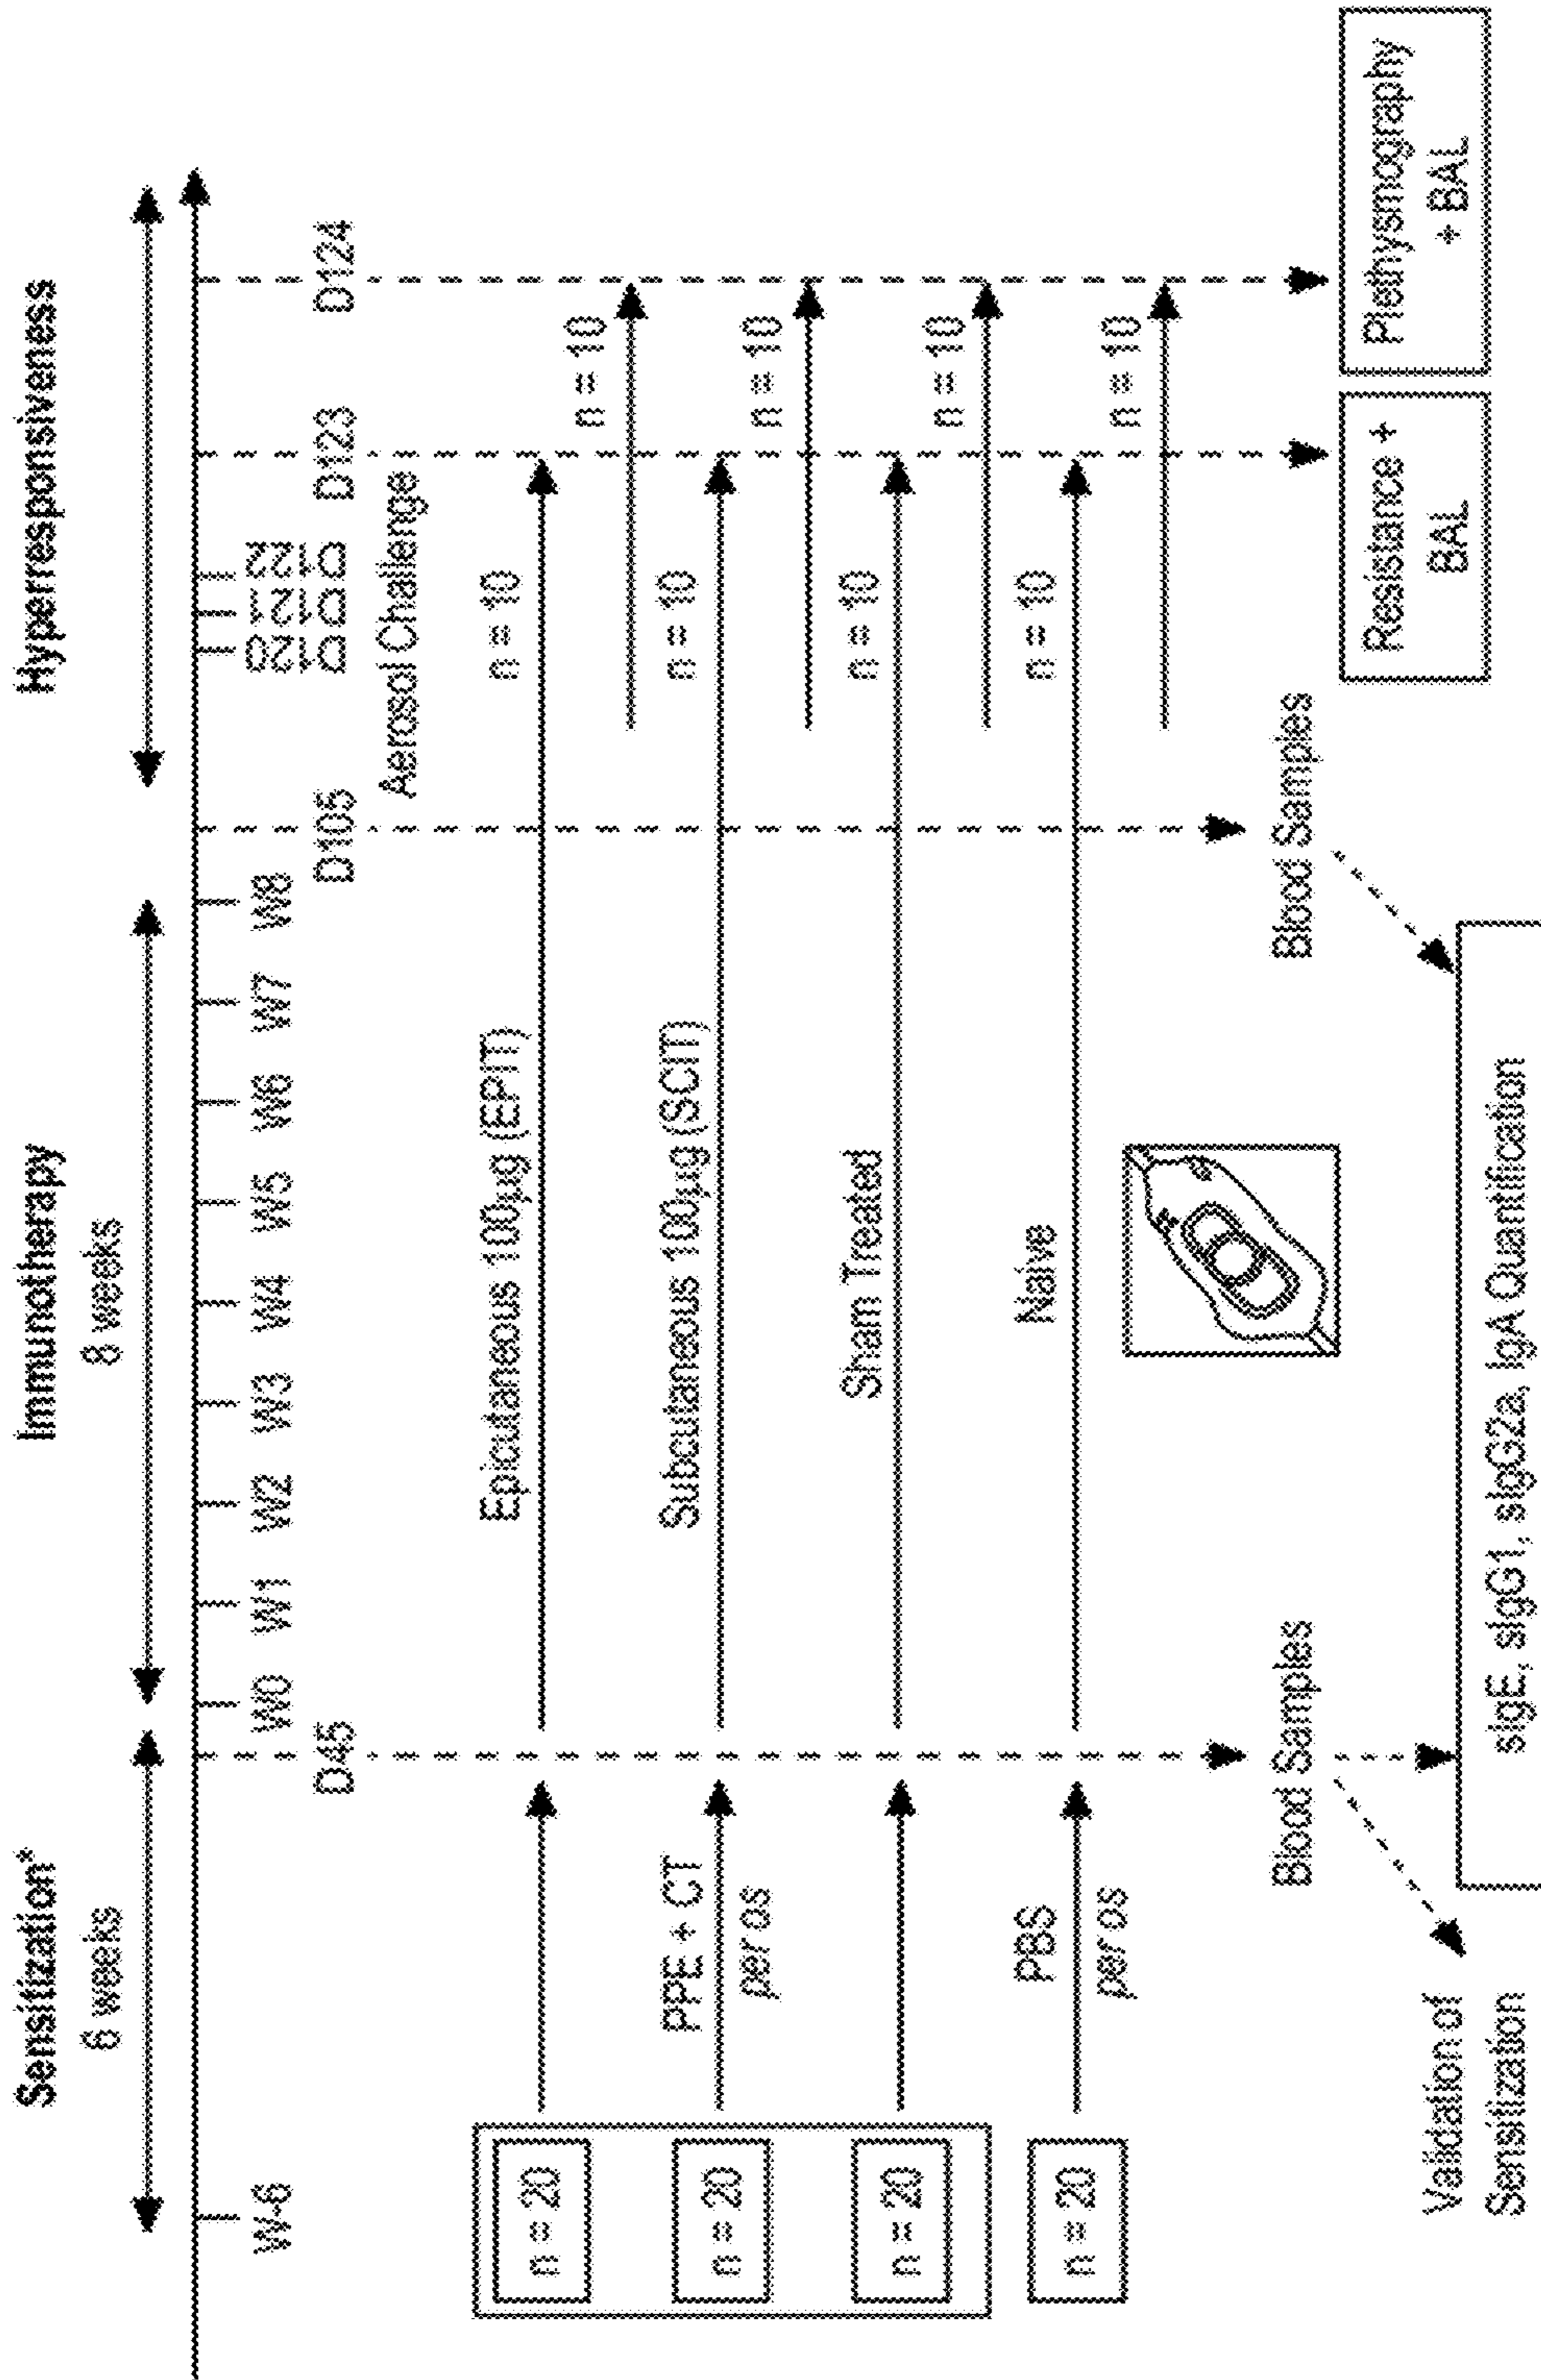 Sensitization*
6 weeks
Immunotherapy
8 weeks
Hyperresponsiveness
W-6
W0
W1
W2
W3
W4
W5
W6
W7
W8
D45
D105
D120
D121
D122
D123
D124
Aerosol Challenge
n = 20
Epicutaneous 100µg (EPIT)
n = 10
n = 10
n = 20
PPE + CT
per os
Subcutaneous 100µg (SCIT)
n = 10
n = 10
n = 20
Sham Treated
n = 10
n = 10
n = 20
PBS
per os
Naive
n = 10
n = 10
Blood Samples
Blood Samples
Resistance +
BAL
Plethysmography
+ BAL
Validation of
Sensitization
sIgE, sIgG1, sIgG2a, IgA Quantification